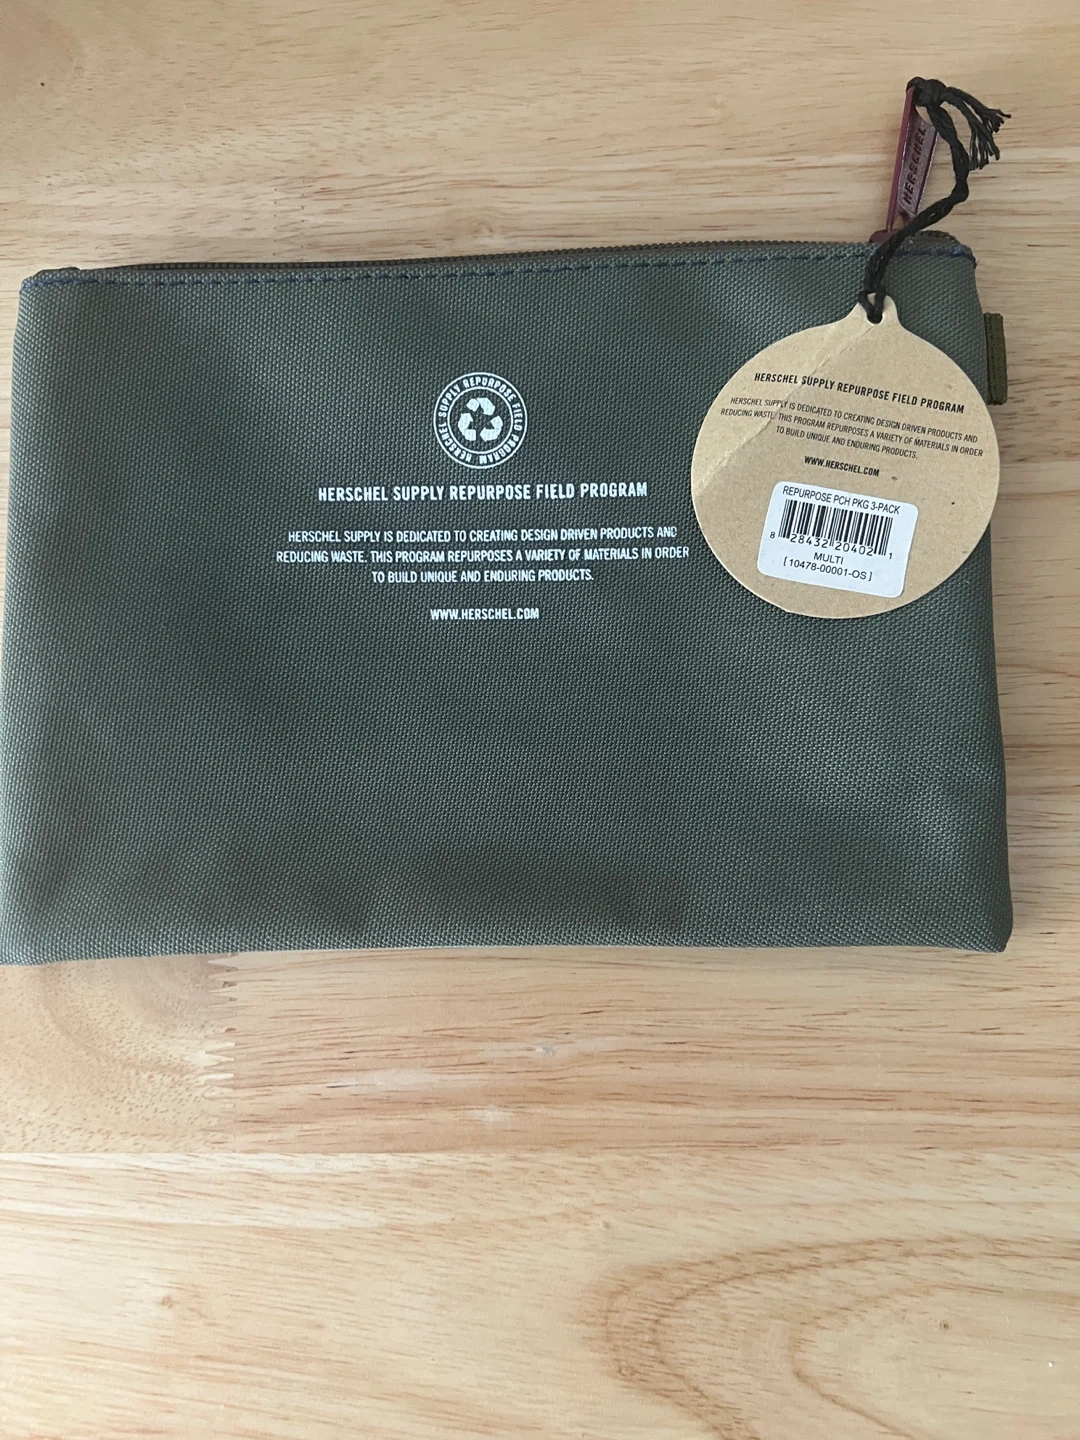 HERSCHEL
HERSCHEL SUPPLY REPURPOSE FIELD PROGRAM
HERSCHEL SUPPLY REPURPOSE FIELD PROGRAM
HERSCHEL SUPPLY IS DEDICATED TO CREATING DESIGN DRIVEN PRODUCTS AND
REDUCING WASTE. THIS PROGRAM REPURPOSES A VARIETY OF MATERIALS IN ORDER
TO BUILD UNIQUE AND ENDURING PRODUCTS.
WWW.HERSCHEL.COM
HERSCHEL SUPPLY REPURPOSE FIELD PROGRAM
HERSCHEL SUPPLY IS DEDICATED TO CREATING DESIGN DRIVEN PRODUCTS AND
REDUCING WASTE. THIS PROGRAM REPURPOSES A VARIETY OF MATERIALS IN ORDER
TO BUILD UNIQUE AND ENDURING PRODUCTS.
WWW.HERSCHEL.COM
REPURPOSE PCH PKG 3-PACK
8 28432 20402 1
MULTI
[ 10478-00001-OS ]